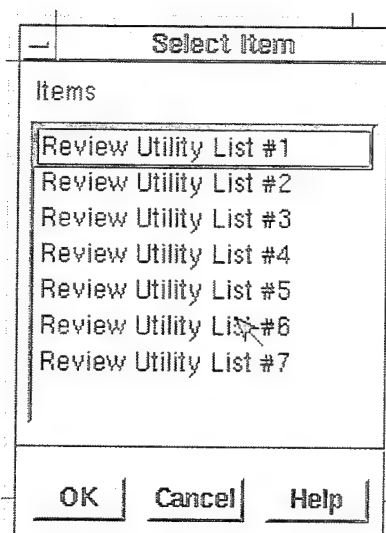 Select Item
Items
Review Utility List #1
Review Utility List #2
Review Utility List #3
Review Utility List #4
Review Utility List #5
Review Utility List #6
Review Utility List #7
OK Cancel Help